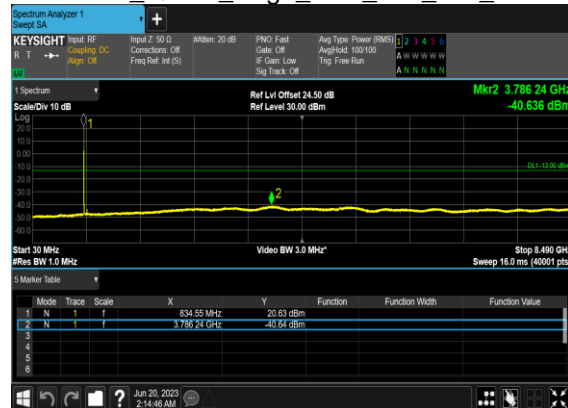 Spectrum Analyzer 1
Swept SA
+
KEYSIGHT Input: RF Input Z: 50 Ω #Atten: 20 dB PNO: Fast Avg Type: Power (RMS) 1 2 3 4 5 6
R T Coupling: DC Corrections: Off Gate: Off Avg|Hold: 100/100 A W W W W W
Align: Off Freq Ref: Int (S) IF Gain: Low Trig: Free Run
Sig Track: Off A N N N N N
LW
1 Spectrum Ref Lvl Offset 24.50 dB Mkr2 3.786 24 GHz
Scale/Div 10 dB Ref Level 30.00 dBm -40.636 dBm
Log
20.0
10.0
0.00
-10.0
-20.0
-30.0
-40.0
-50.0
-60.0
1
2
DL1 -13.00 dBm
Start 30 MHz Video BW 3.0 MHz* Stop 8.490 GHz
#Res BW 1.0 MHz Sweep 16.0 ms (40001 pts)
5 Marker Table
Mode Trace Scale X Y Function Function Width Function Value
1 N 1 f 834.55 MHz 20.63 dBm
2 N 1 f 3.786 24 GHz -40.64 dBm
3
4
5
6
? Jun 20, 2023
2:14:46 AM